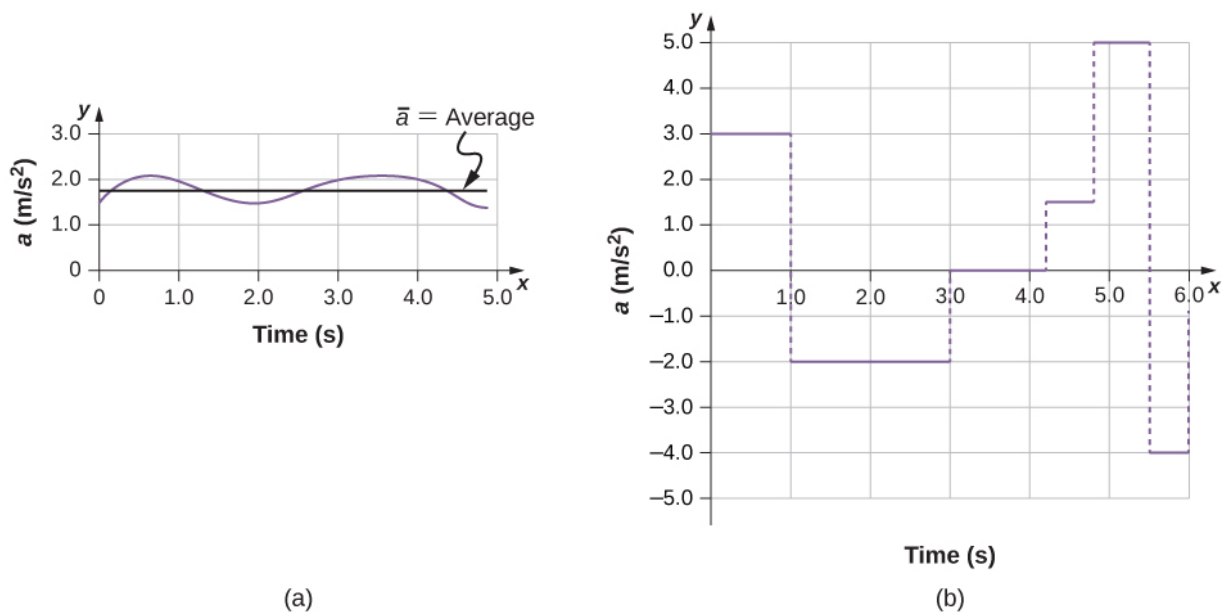 y
ā = Average
3.0
2.0
1.0
0
a (m/s²)
0 1.0 2.0 3.0 4.0 5.0 x
Time (s)
(a)
y
5.0
4.0
3.0
2.0
1.0
0.0
−1.0
−2.0
−3.0
−4.0
−5.0
a (m/s²)
1.0 2.0 3.0 4.0 5.0 6.0 x
Time (s)
(b)